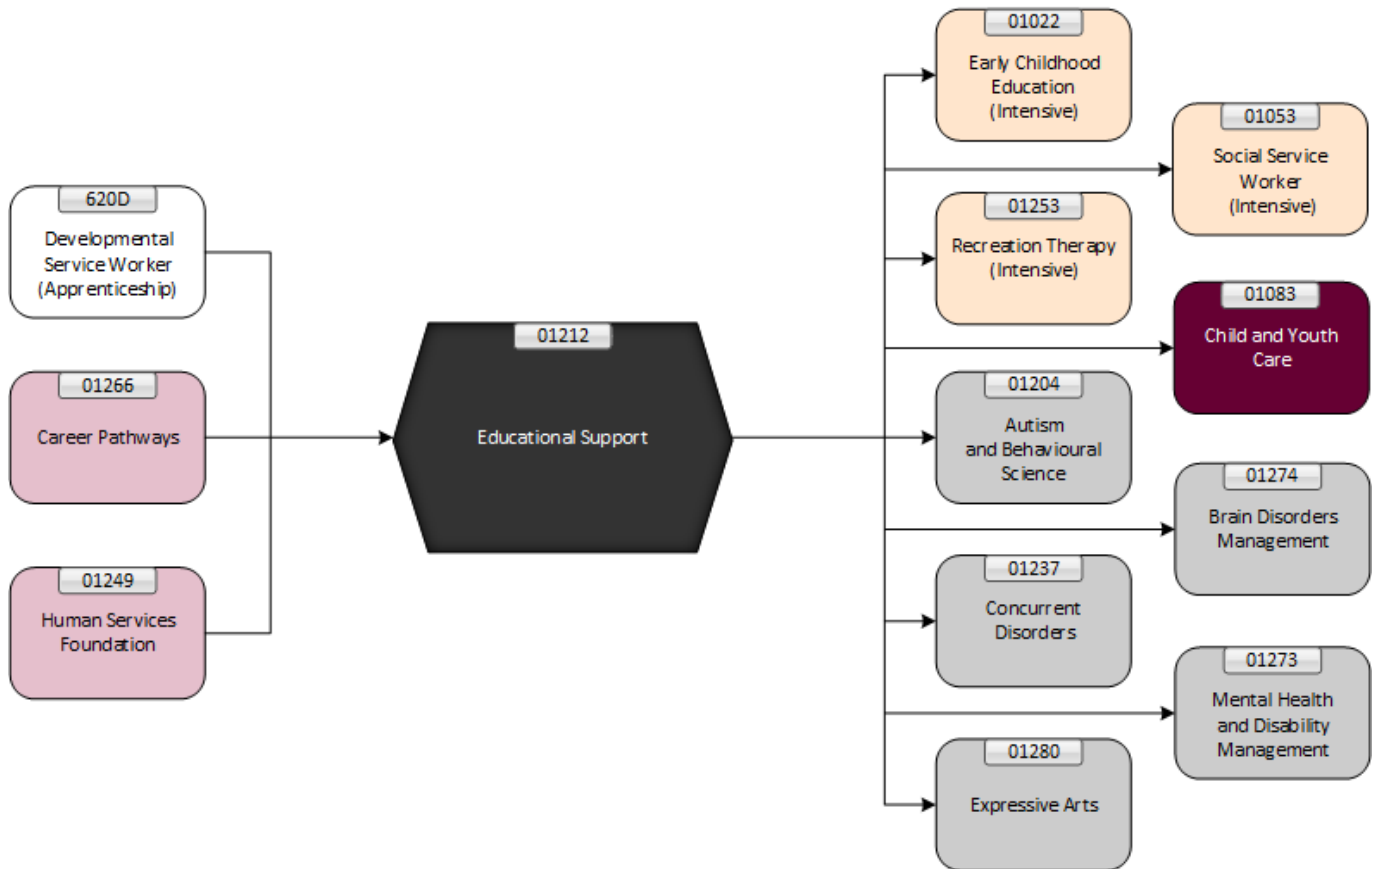 620D
Developmental
Service Worker
(Apprenticeship)
01266
Career Pathways
01249
Human Services
Foundation
01212
Educational Support
01022
Early Childhood
Education
(Intensive)
01053
Social Service
Worker
(Intensive)
01253
Recreation Therapy
(Intensive)
01083
Child and Youth
Care
01204
Autism
and Behavioural
Science
01274
Brain Disorders
Management
01237
Concurrent
Disorders
01273
Mental Health
and Disability
Management
01280
Expressive Arts